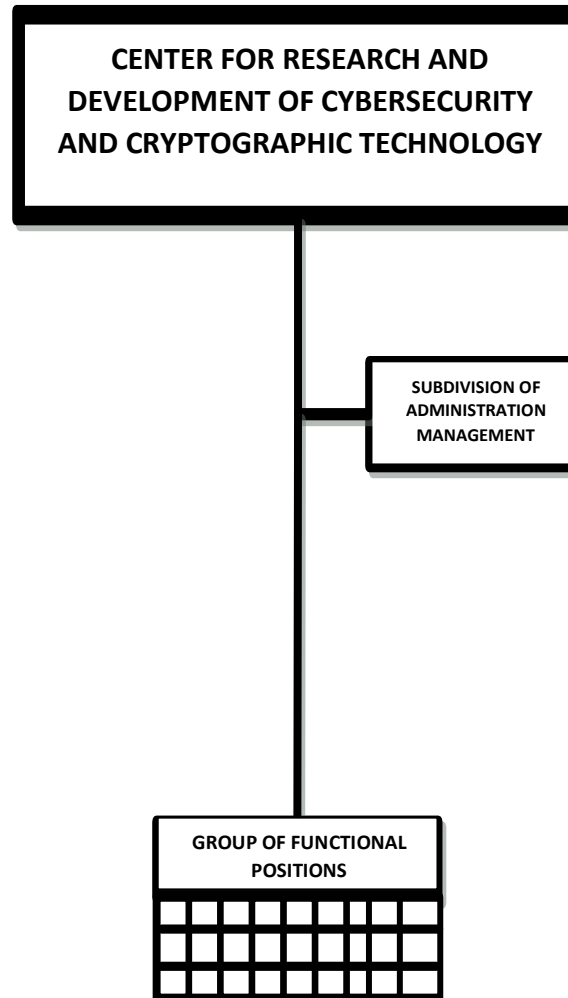 CENTER FOR RESEARCH AND
DEVELOPMENT OF CYBERSECURITY
AND CRYPTOGRAPHIC TECHNOLOGY
SUBDIVISION OF
ADMINISTRATION
MANAGEMENT
GROUP OF FUNCTIONAL
POSITIONS